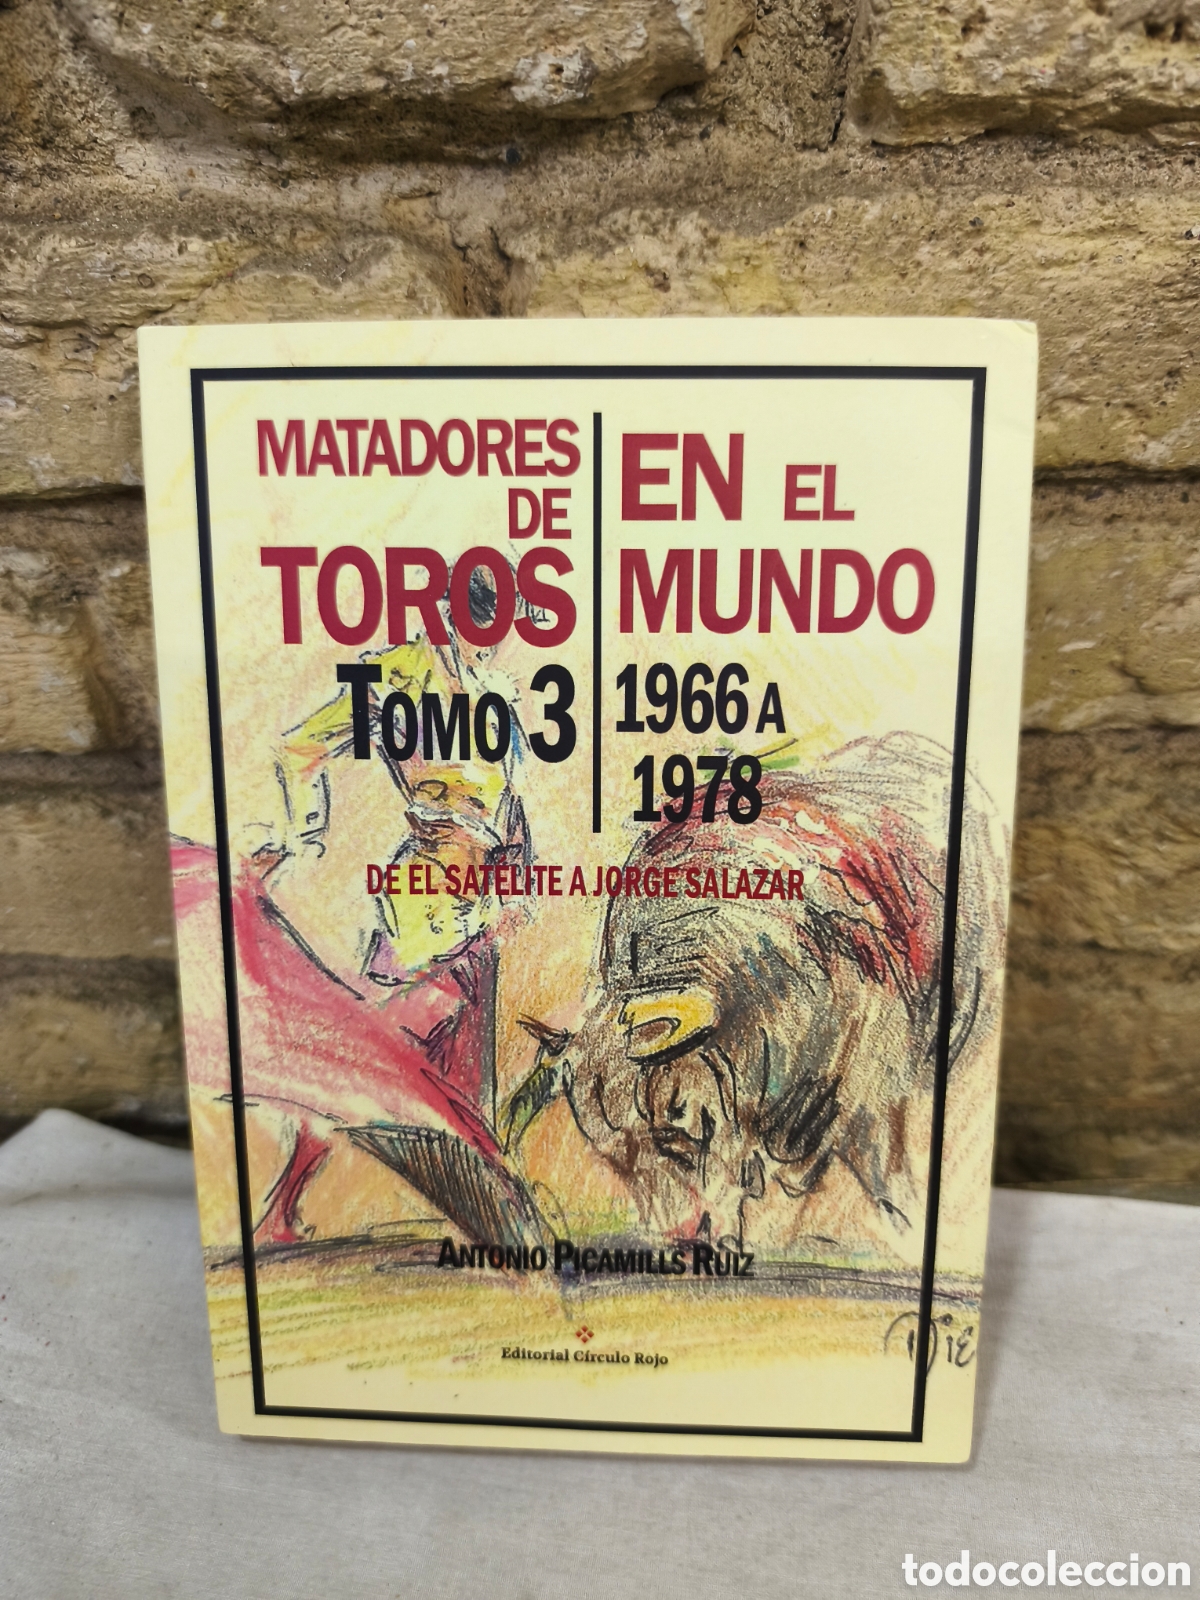 MATADORES
DE
TOROS
TOMO 3
EN EL
MUNDO
1966 A
1978
DE EL SATÉLITE A JORGE SALAZAR
ANTONIO PICAMILLS RUIZ
Editorial Círculo Rojo
todocoleccion